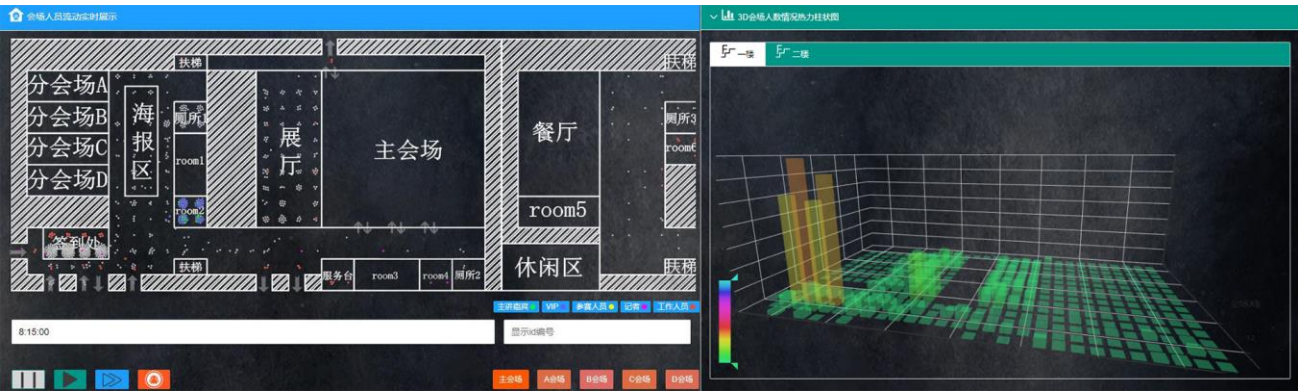 会场人员流动实时展示
扶梯
扶梯
分会场A
分会场B
分会场C
分会场D
海报区
厕所1
room1
room2
展厅
主会场
餐厅
厕所3
room6
room5
签到处
扶梯
服务台
room3
room4
厕所2
休闲区
扶梯
主讲嘉宾
VIP
参会人员
记者
工作人员
8:15:00
显示id编号
主会场
A会场
B会场
C会场
D会场
3D会场人数情况热力柱状图
一楼
二楼